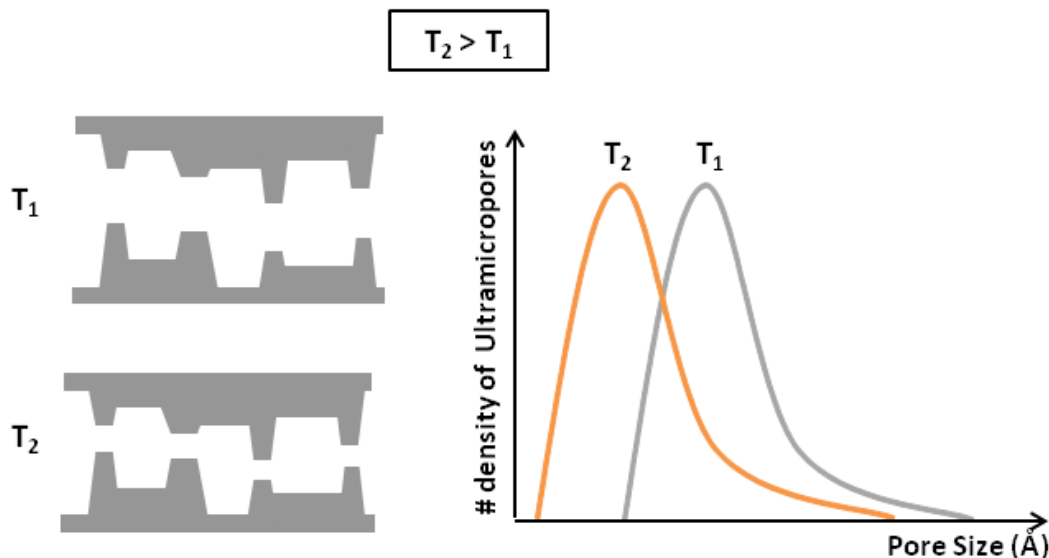 T₂ > T₁
T₁
T₂
# density of Ultramicropores
T₂
T₁
Pore Size (Å)